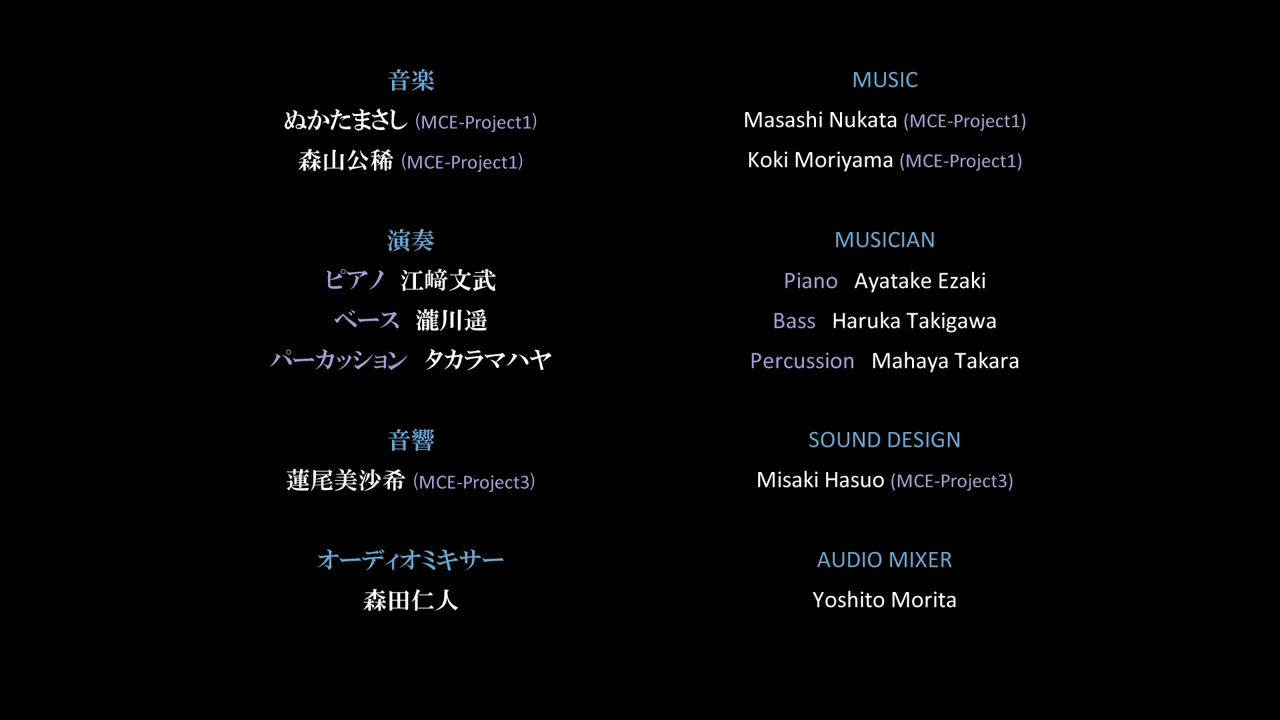 音楽
ぬかたまさし (MCE-Project1)
森山公稀 (MCE-Project1)
演奏
ピアノ 江﨑文武
ベース 瀧川遥
パーカッション タカラマハヤ
音響
蓮尾美沙希 (MCE-Project3)
オーディオミキサー
森田仁人
MUSIC
Masashi Nukata (MCE-Project1)
Koki Moriyama (MCE-Project1)
MUSICIAN
Piano Ayatake Ezaki
Bass Haruka Takigawa
Percussion Mahaya Takara
SOUND DESIGN
Misaki Hasuo (MCE-Project3)
AUDIO MIXER
Yoshito Morita